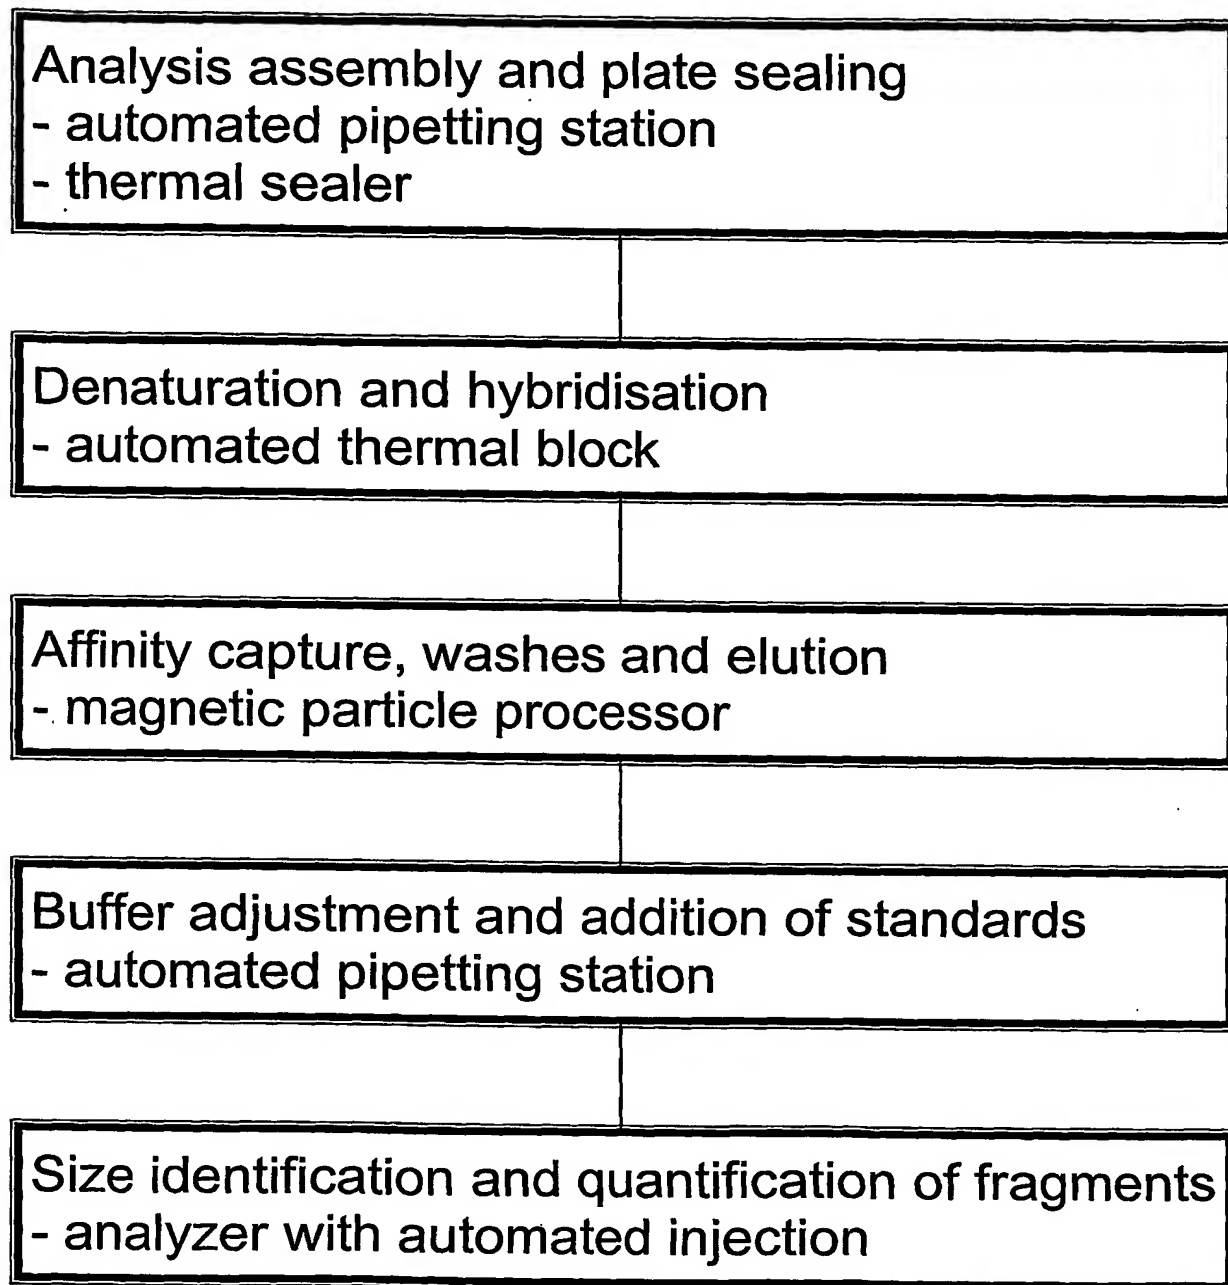 Analysis assembly and plate sealing
- automated pipetting station
- thermal sealer
Denaturation and hybridisation
- automated thermal block
Affinity capture, washes and elution
- magnetic particle processor
Buffer adjustment and addition of standards
- automated pipetting station
Size identification and quantification of fragments
- analyzer with automated injection